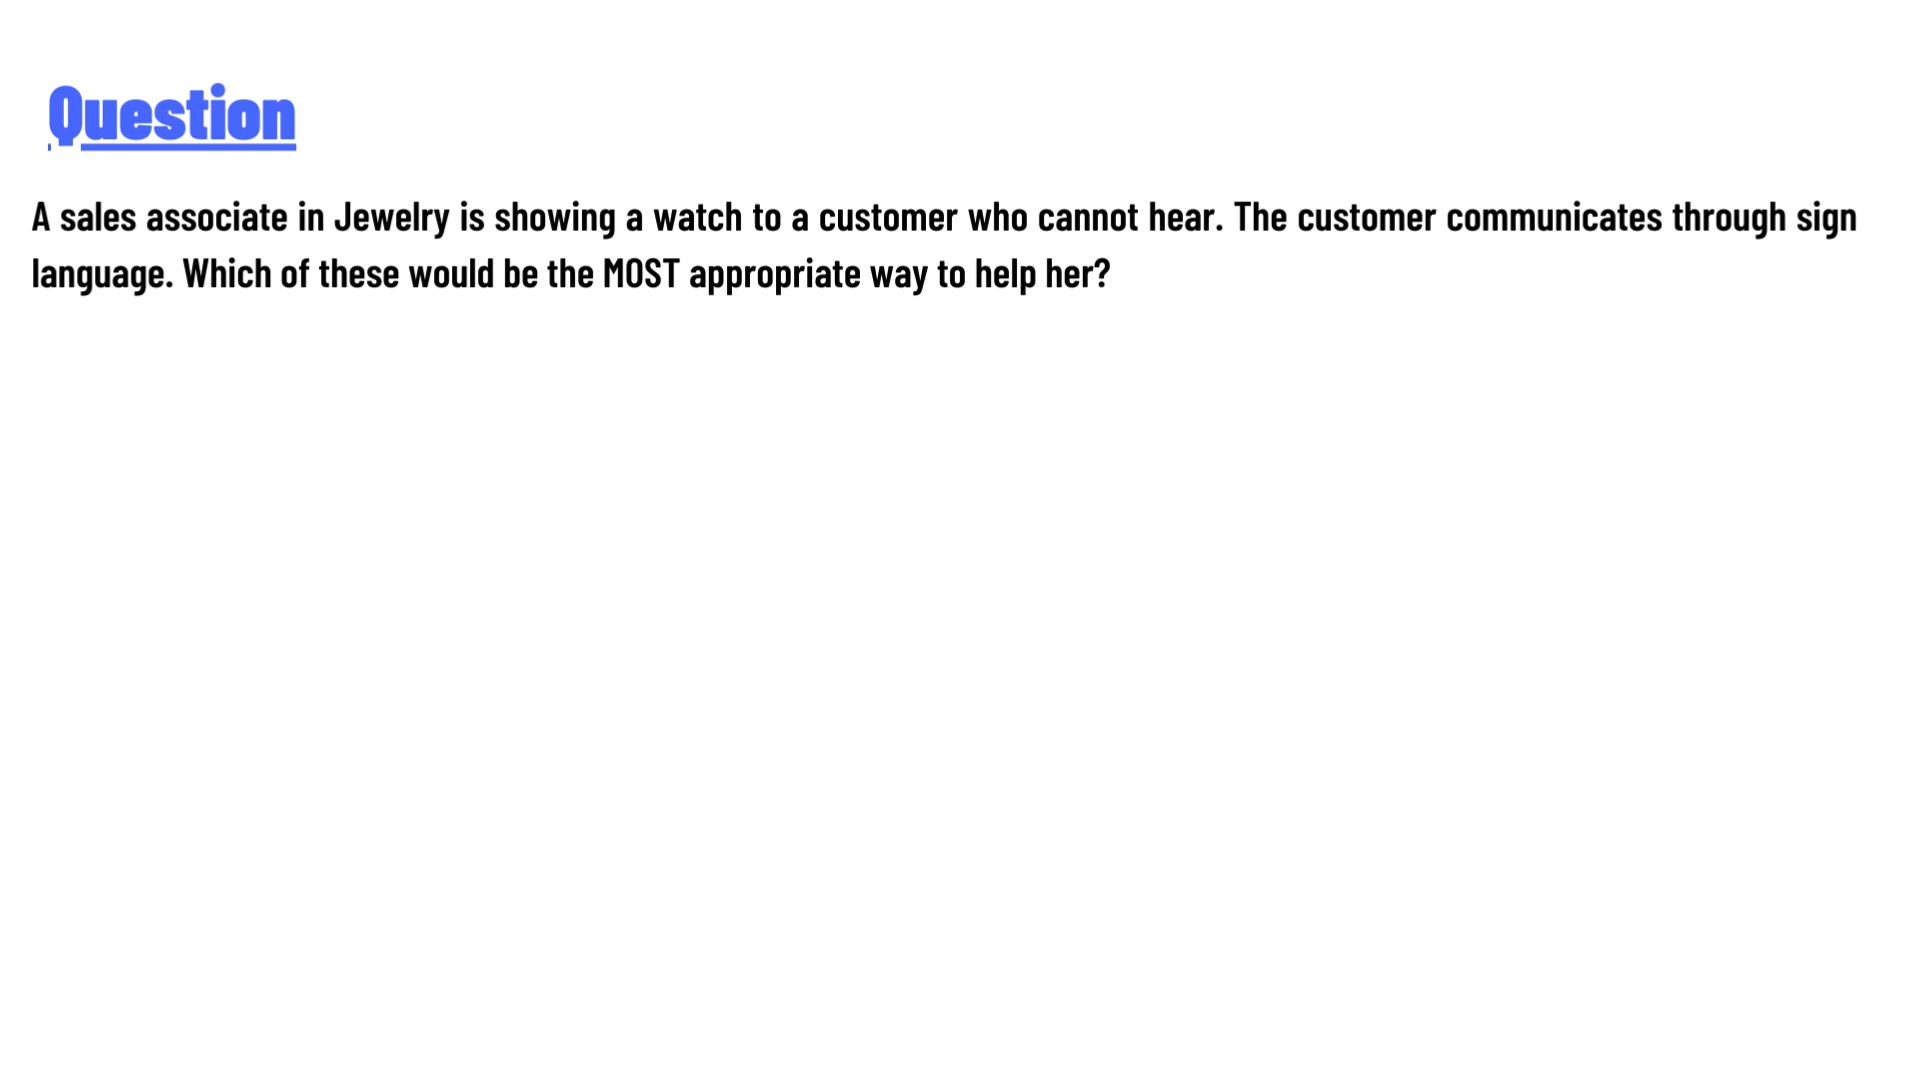 Question
A sales associate in Jewelry is showing a watch to a customer who cannot hear. The customer communicates through sign
language. Which of these would be the MOST appropriate way to help her?